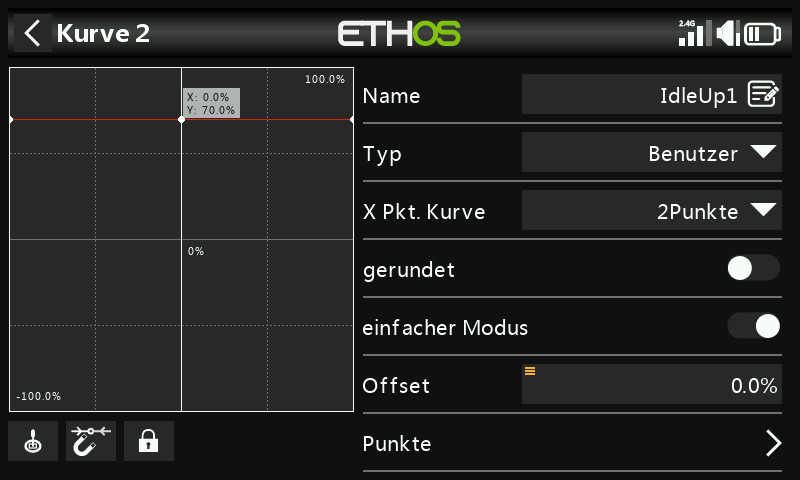 Kurve 2
ETHOS
2.4G
100.0%
X: 0.0%
Y: 70.0%
0%
-100.0%
Name IdleUp1
Typ Benutzer
X Pkt. Kurve 2Punkte
gerundet
einfacher Modus
Offset 0.0%
Punkte